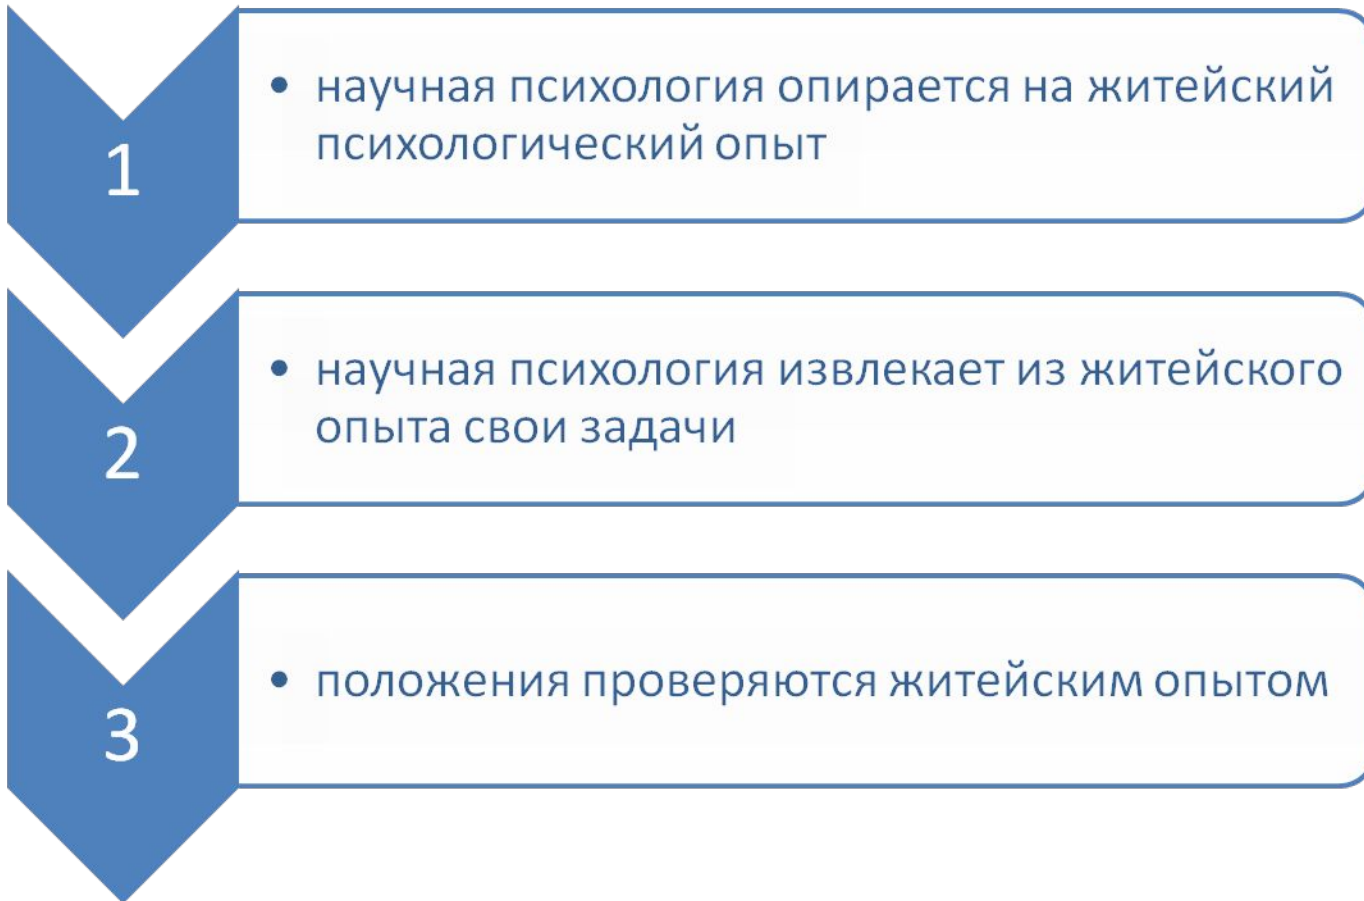 1
• научная психология опирается на житейский
психологический опыт
2
• научная психология извлекает из житейского
опыта свои задачи
3
• положения проверяются житейским опытом